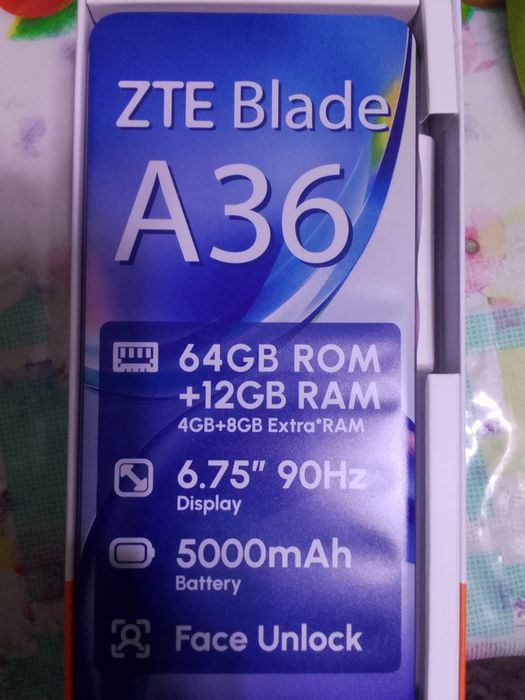 ZTE Blade
A36
64GB ROM
+12GB RAM
4GB+8GB Extra*RAM
6.75" 90Hz
Display
5000mAh
Battery
Face Unlock